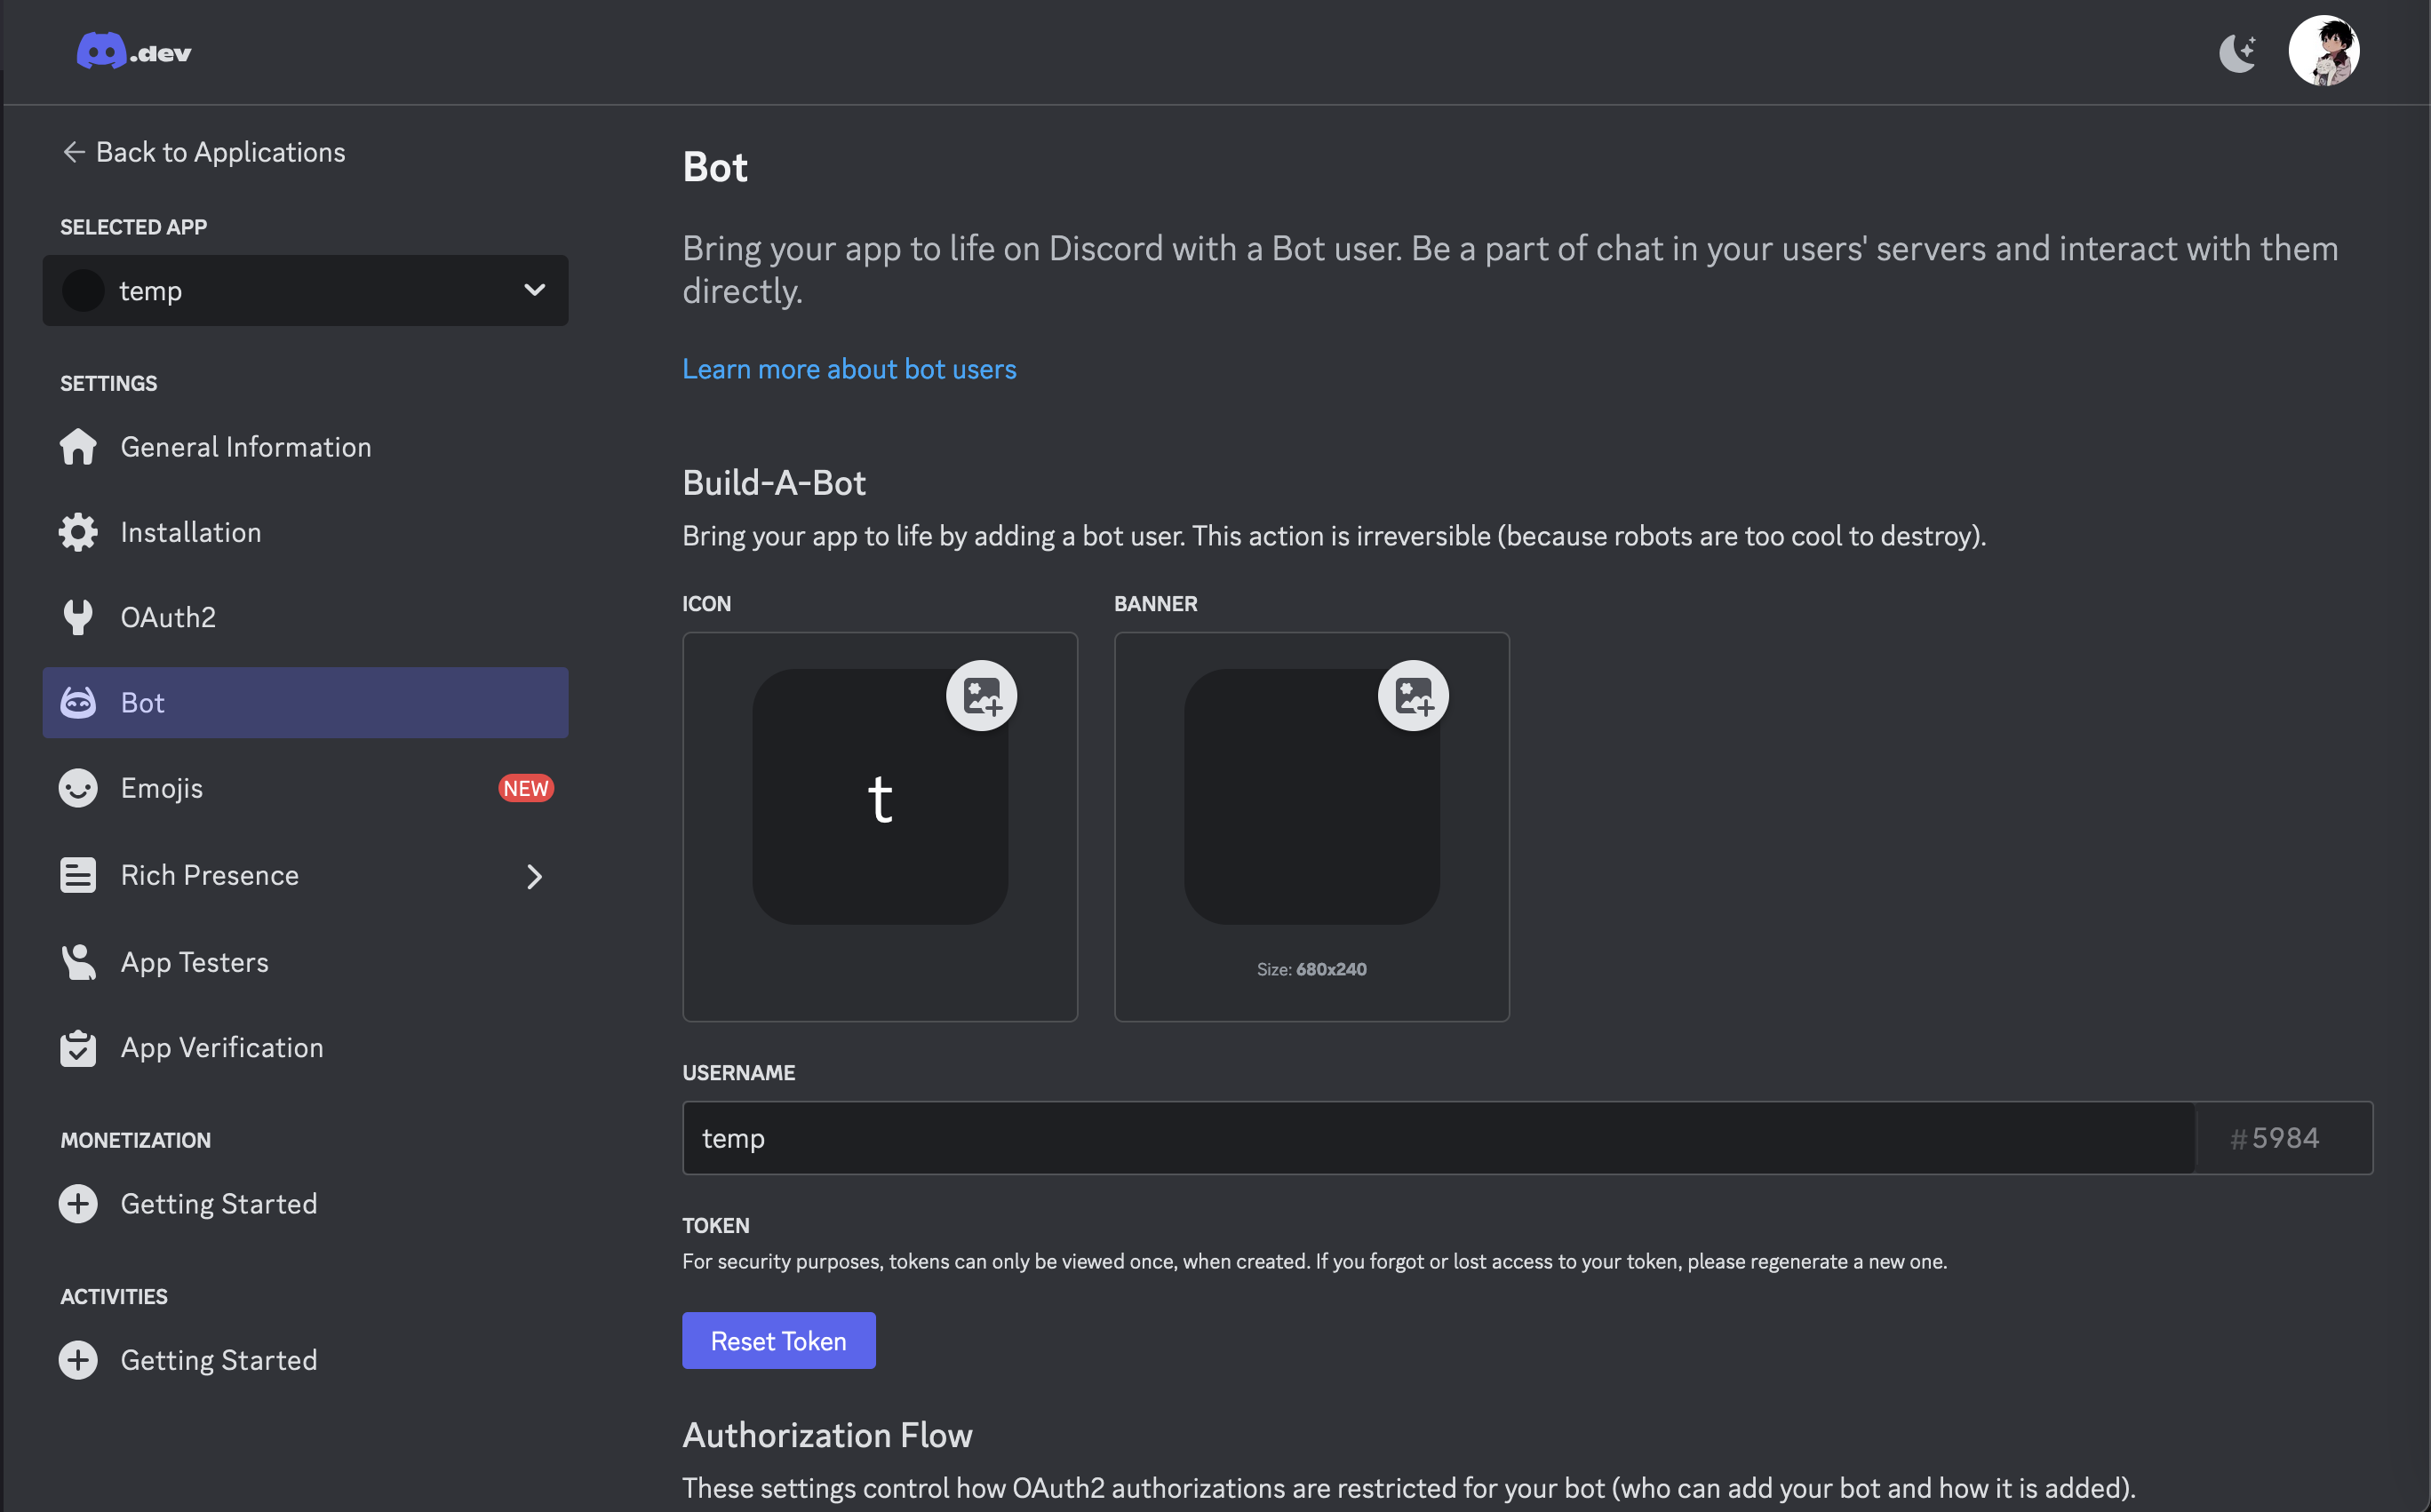 .dev
Back to Applications
SELECTED APP
temp
SETTINGS
General Information
Installation
OAuth2
Bot
Emojis
NEW
Rich Presence
App Testers
App Verification
MONETIZATION
Getting Started
ACTIVITIES
Getting Started
Bot
Bring your app to life on Discord with a Bot user. Be a part of chat in your users' servers and interact with them
directly.
Learn more about bot users
Build-A-Bot
Bring your app to life by adding a bot user. This action is irreversible (because robots are too cool to destroy).
ICON
BANNER
t
Size: 680x240
USERNAME
temp
#5984
TOKEN
For security purposes, tokens can only be viewed once, when created. If you forgot or lost access to your token, please regenerate a new one.
Reset Token
Authorization Flow
These settings control how OAuth2 authorizations are restricted for your bot (who can add your bot and how it is added).